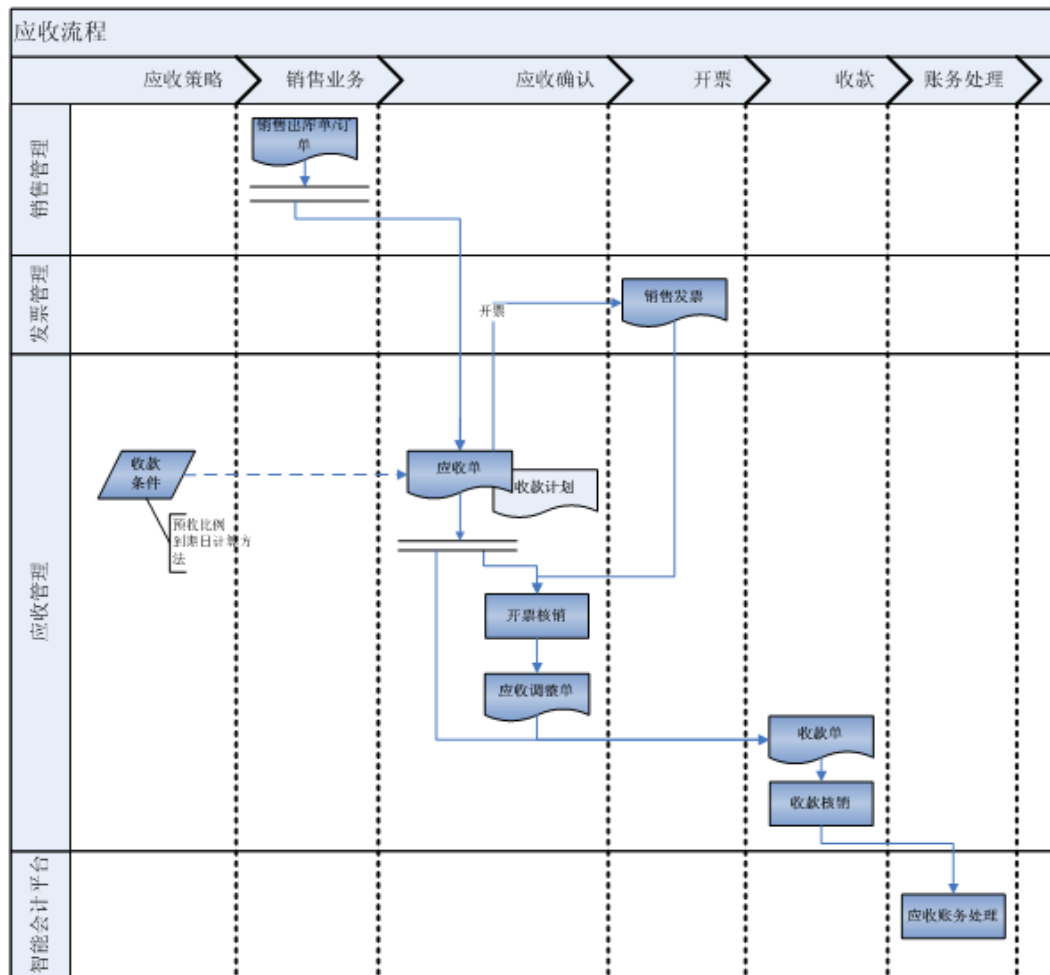 应收流程
应收策略
销售业务
应收确认
开票
收款
账务处理
销售管理
销售出库单/订
单
发票管理
开票
销售发票
应收管理
收款
条件
预收比例
到期日计算方
法
应收单
收款计划
开票核销
应收调整单
收款单
收款核销
智能会计平台
应收账务处理